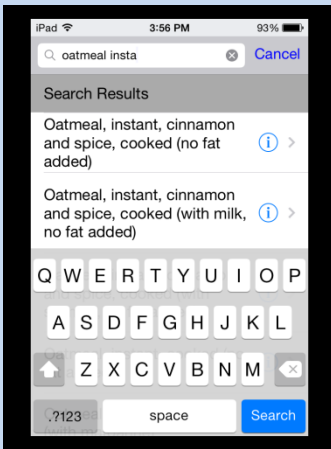 iPad 3:56 PM 93%
oatmeal insta Cancel
Search Results
Oatmeal, instant, cinnamon
and spice, cooked (no fat
added)
Oatmeal, instant, cinnamon
and spice, cooked (with milk,
no fat added)
Q W E R T Y U I O P
A S D F G H J K L
Z X C V B N M
.?123 space Search